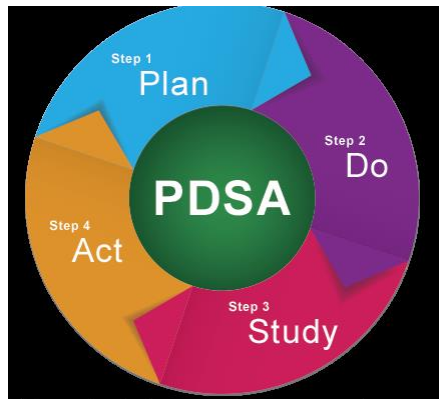 Step 1
Plan
Step 2
Do
PDSA
Step 4
Act
Step 3
Study